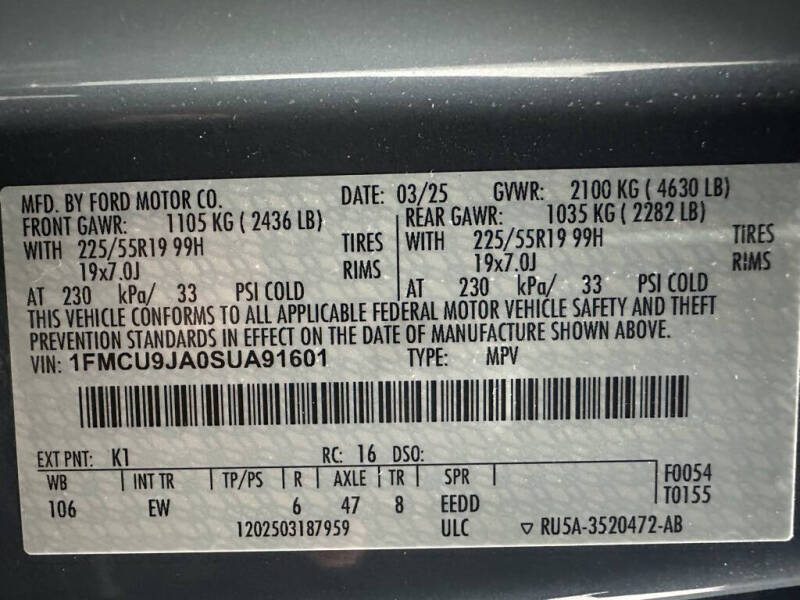 MFD. BY FORD MOTOR CO. DATE: 03/25 GVWR: 2100 KG ( 4630 LB)
FRONT GAWR: 1105 KG ( 2436 LB) REAR GAWR: 1035 KG ( 2282 LB)
WITH 225/55R19 99H TIRES WITH 225/55R19 99H TIRES
19x7.0J RIMS 19x7.0J RIMS
AT 230 kPa/ 33 PSI COLD AT 230 kPa/ 33 PSI COLD
THIS VEHICLE CONFORMS TO ALL APPLICABLE FEDERAL MOTOR VEHICLE SAFETY AND THEFT
PREVENTION STANDARDS IN EFFECT ON THE DATE OF MANUFACTURE SHOWN ABOVE.
VIN: 1FMCU9JA0SUA91601 TYPE: MPV
EXT PNT: K1 RC: 16 DSO:
WB INT TR TP/PS R AXLE TR SPR F0054
106 EW 6 47 8 EEDD T0155
1202503187959 ULC ▽ RU5A-3520472-AB